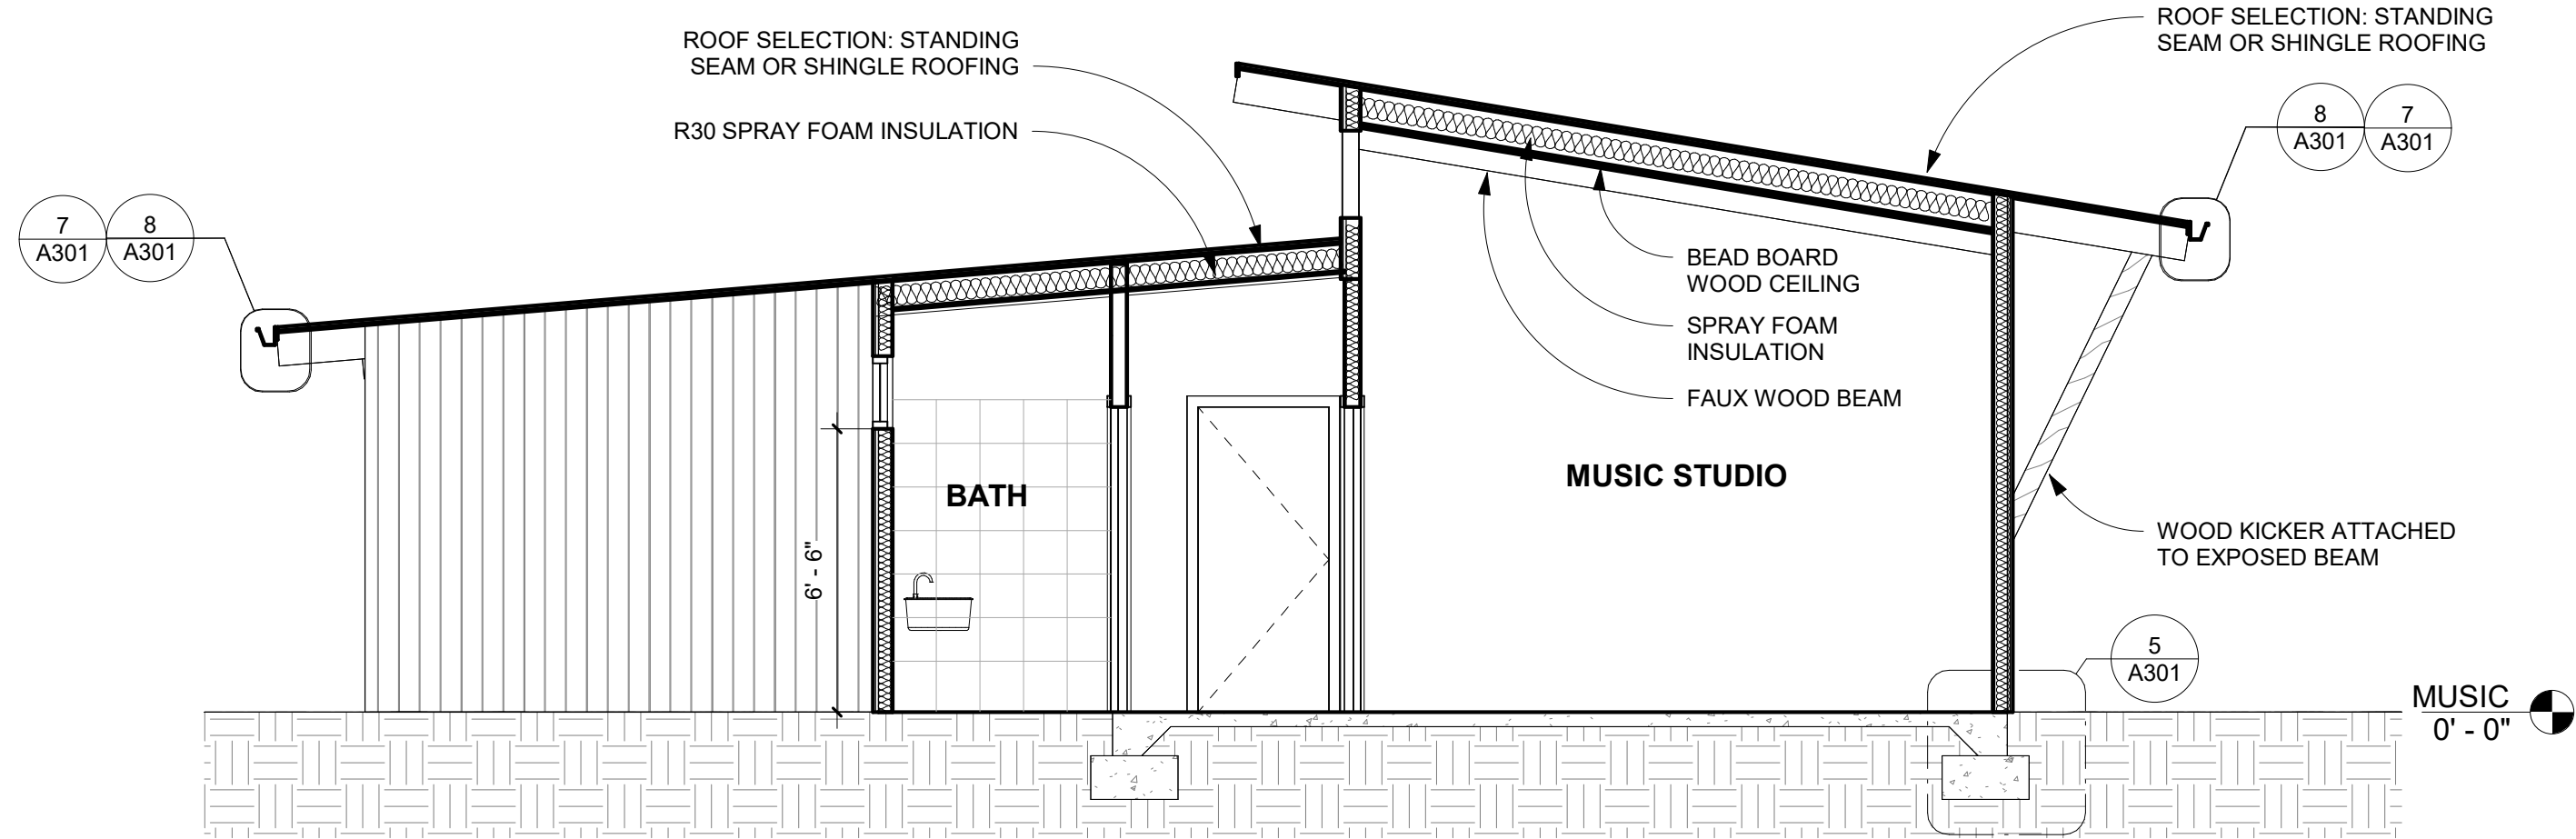 ROOF SELECTION: STANDING
SEAM OR SHINGLE ROOFING
R30 SPRAY FOAM INSULATION
ROOF SELECTION: STANDING
SEAM OR SHINGLE ROOFING
8
A301
7
A301
7
A301
8
A301
BEAD BOARD
WOOD CEILING
SPRAY FOAM
INSULATION
FAUX WOOD BEAM
BATH
MUSIC STUDIO
6' - 6"
WOOD KICKER ATTACHED
TO EXPOSED BEAM
5
A301
MUSIC
0' - 0"